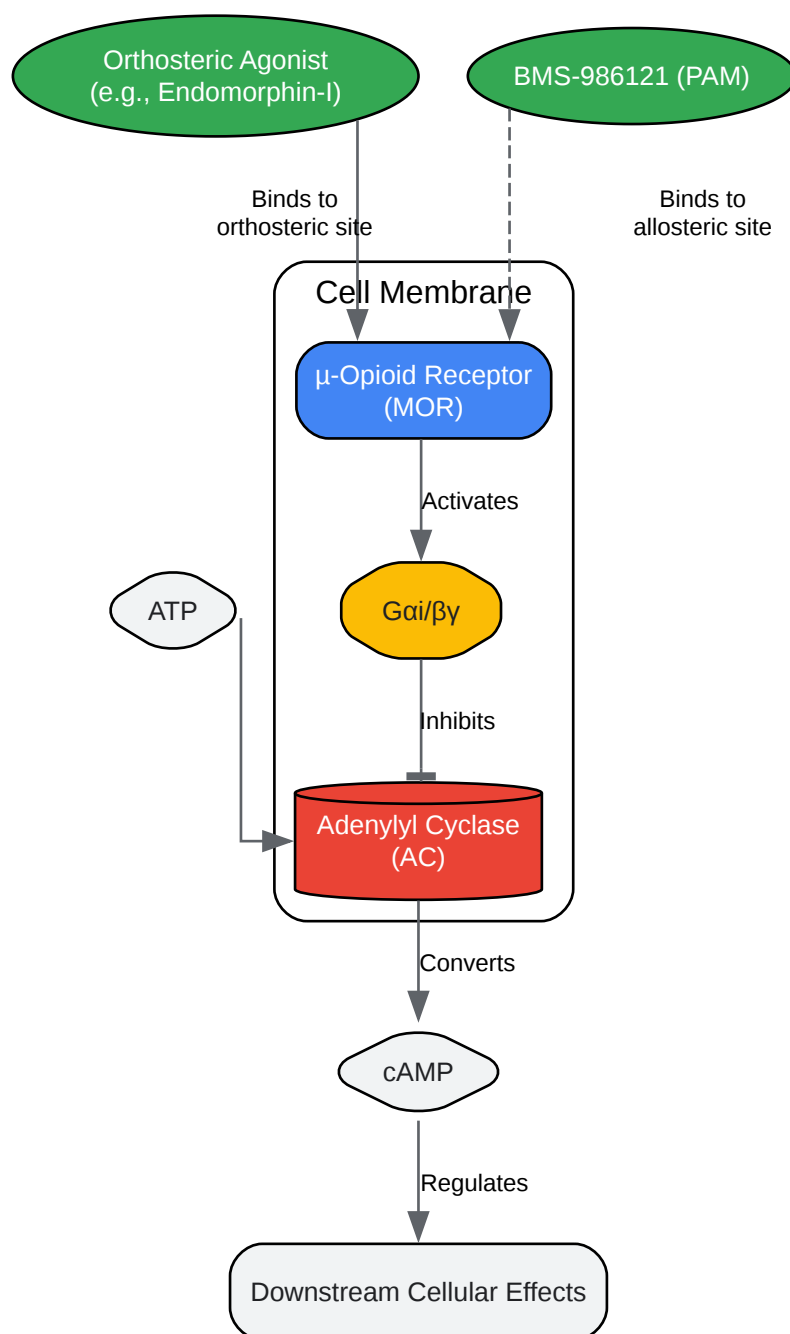 Orthosteric Agonist
(e.g., Endomorphin-I)
BMS-986121 (PAM)
Binds to
orthosteric site
Binds to
allosteric site
Cell Membrane
µ-Opioid Receptor
(MOR)
Activates
ATP
Gαi/βγ
Inhibits
Adenylyl Cyclase
(AC)
Converts
cAMP
Regulates
Downstream Cellular Effects